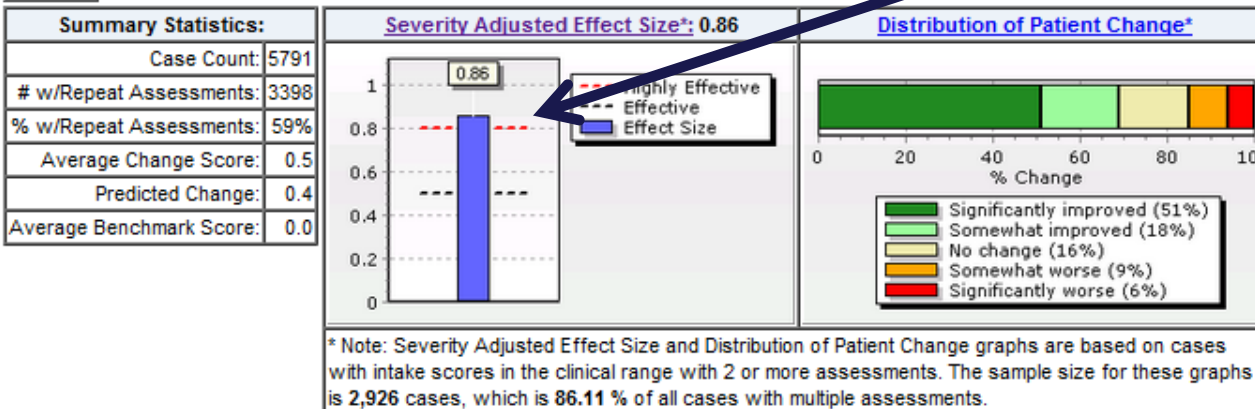 Summary Statistics:
Case Count: 5791
# w/Repeat Assessments: 3398
% w/Repeat Assessments: 59%
Average Change Score: 0.5
Predicted Change: 0.4
Average Benchmark Score: 0.0
Severity Adjusted Effect Size*: 0.86
0.86
1
0.8
0.6
0.4
0.2
0
Highly Effective
Effective
Effect Size
Distribution of Patient Change*
0 20 40 60 80 10
% Change
Significantly improved (51%)
Somewhat improved (18%)
No change (16%)
Somewhat worse (9%)
Significantly worse (6%)
* Note: Severity Adjusted Effect Size and Distribution of Patient Change graphs are based on cases
with intake scores in the clinical range with 2 or more assessments. The sample size for these graphs
is 2,926 cases, which is 86.11 % of all cases with multiple assessments.